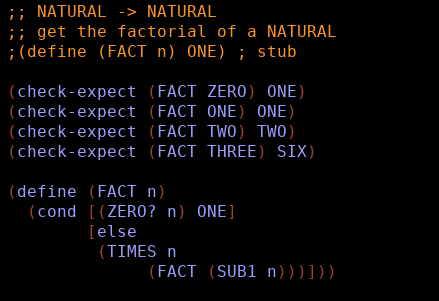 ;; NATURAL -> NATURAL
;; get the factorial of a NATURAL
;(define (FACT n) ONE) ; stub

(check-expect (FACT ZERO) ONE)
(check-expect (FACT ONE) ONE)
(check-expect (FACT TWO) TWO)
(check-expect (FACT THREE) SIX)

(define (FACT n)
  (cond [(ZERO? n) ONE]
        [else
         (TIMES n
              (FACT (SUB1 n)))]))